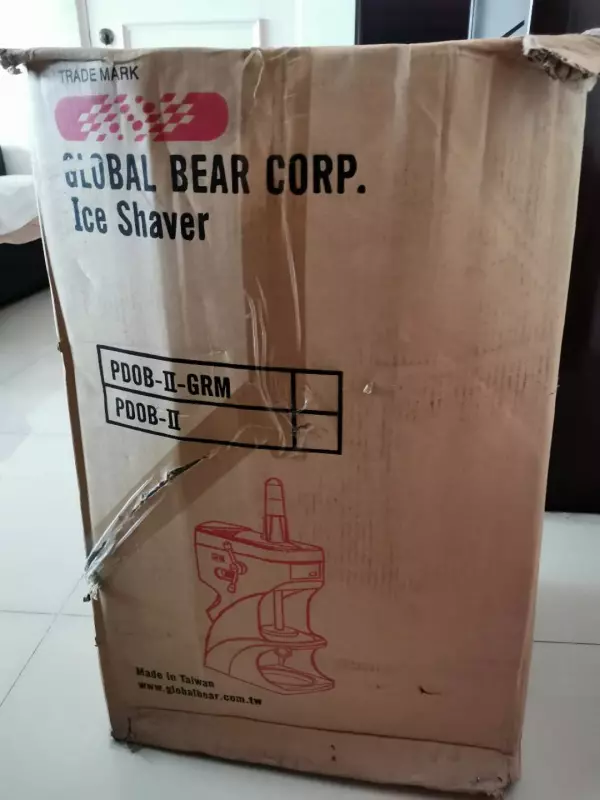 TRADE MARK
GLOBAL BEAR CORP.
Ice Shaver
PDOB-II-GRM
PDOB-II
Made in Taiwan
www.globalbear.com.tw